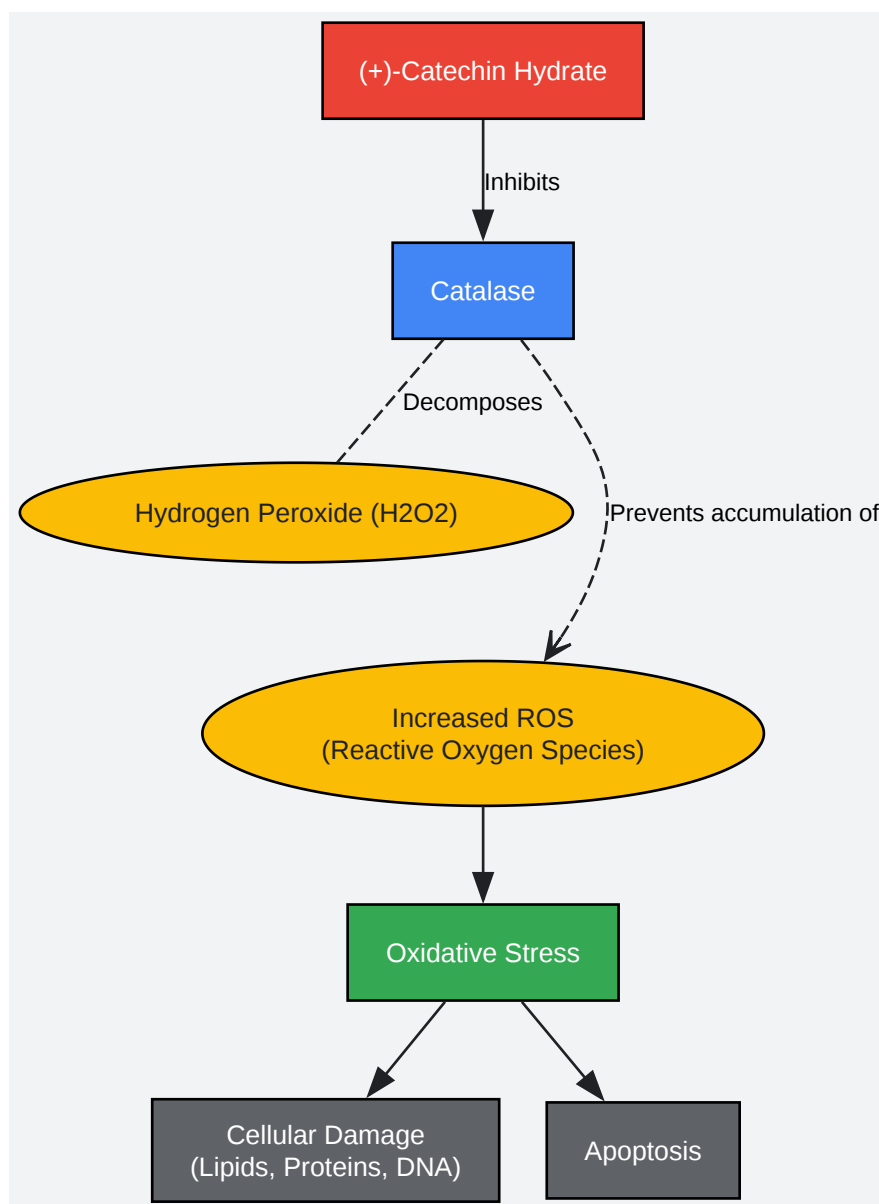 (+)-Catechin Hydrate
Inhibits
Catalase
Decomposes
Hydrogen Peroxide (H2O2)
Prevents accumulation of
Increased ROS
(Reactive Oxygen Species)
Oxidative Stress
Cellular Damage
(Lipids, Proteins, DNA)
Apoptosis